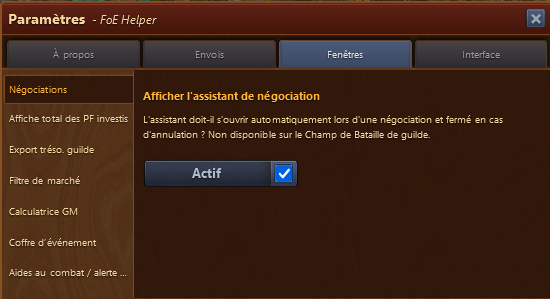 Paramètres - FoE Helper
À propos
Envois
Fenêtres
Interface
Négociations
Affiche total des PF investis
Export tréso. guilde
Filtre de marché
Calculatrice GM
Coffre d'événement
Aides au combat / alerte ...
Afficher l'assistant de négociation
L'assistant doit-il s'ouvrir automatiquement lors d'une négociation et fermé en cas
d'annulation ? Non disponible sur le Champ de Bataille de guilde.
Actif